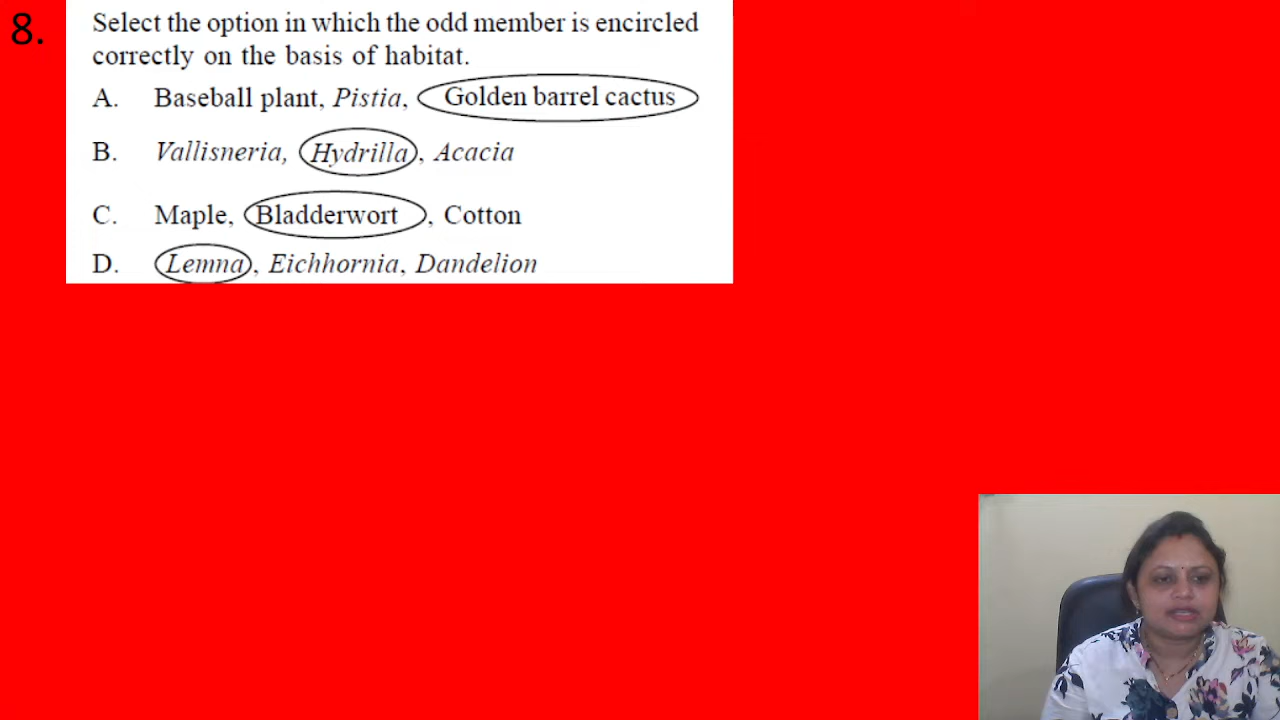 8.
Select the option in which the odd member is encircled
correctly on the basis of habitat.
A. Baseball plant, Pistia, Golden barrel cactus
B. Vallisneria, Hydrilla, Acacia
C. Maple, Bladderwort, Cotton
D. Lemna, Eichhornia, Dandelion